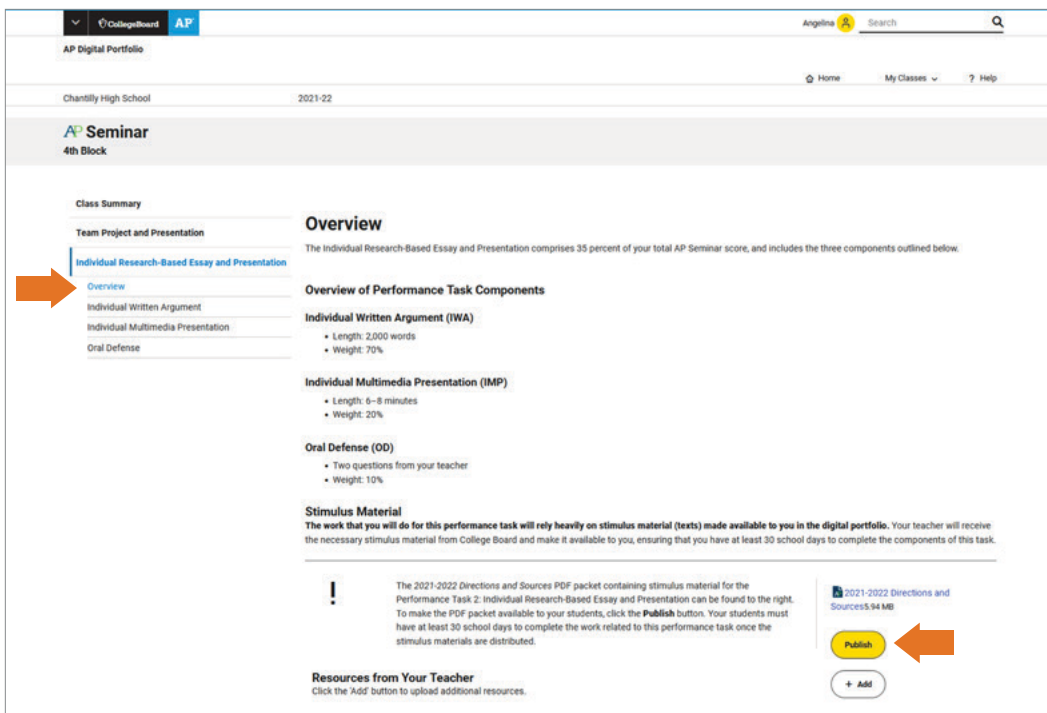 CollegeBoard AP
Angelina Search
AP Digital Portfolio
Home My Classes ? Help
Chantilly High School 2021-22
AP Seminar
4th Block
Class Summary
Team Project and Presentation
Individual Research-Based Essay and Presentation
Overview
Individual Written Argument
Individual Multimedia Presentation
Oral Defense
Overview
The Individual Research-Based Essay and Presentation comprises 35 percent of your total AP Seminar score, and includes the three components outlined below.
Overview of Performance Task Components
Individual Written Argument (IWA)
• Length: 2,000 words
• Weight: 70%
Individual Multimedia Presentation (IMP)
• Length: 6–8 minutes
• Weight: 20%
Oral Defense (OD)
• Two questions from your teacher
• Weight: 10%
Stimulus Material
The work that you will do for this performance task will rely heavily on stimulus material (texts) made available to you in the digital portfolio. Your teacher will receive
the necessary stimulus material from College Board and make it available to you, ensuring that you have at least 30 school days to complete the components of this task.
!
The 2021-2022 Directions and Sources PDF packet containing stimulus material for the
Performance Task 2: Individual Research-Based Essay and Presentation can be found to the right.
To make the PDF packet available to your students, click the Publish button. Your students must
have at least 30 school days to complete the work related to this performance task once the
stimulus materials are distributed.
2021-2022 Directions and
Sources5.94 MB
Publish
Resources from Your Teacher
Click the 'Add' button to upload additional resources.
+ Add